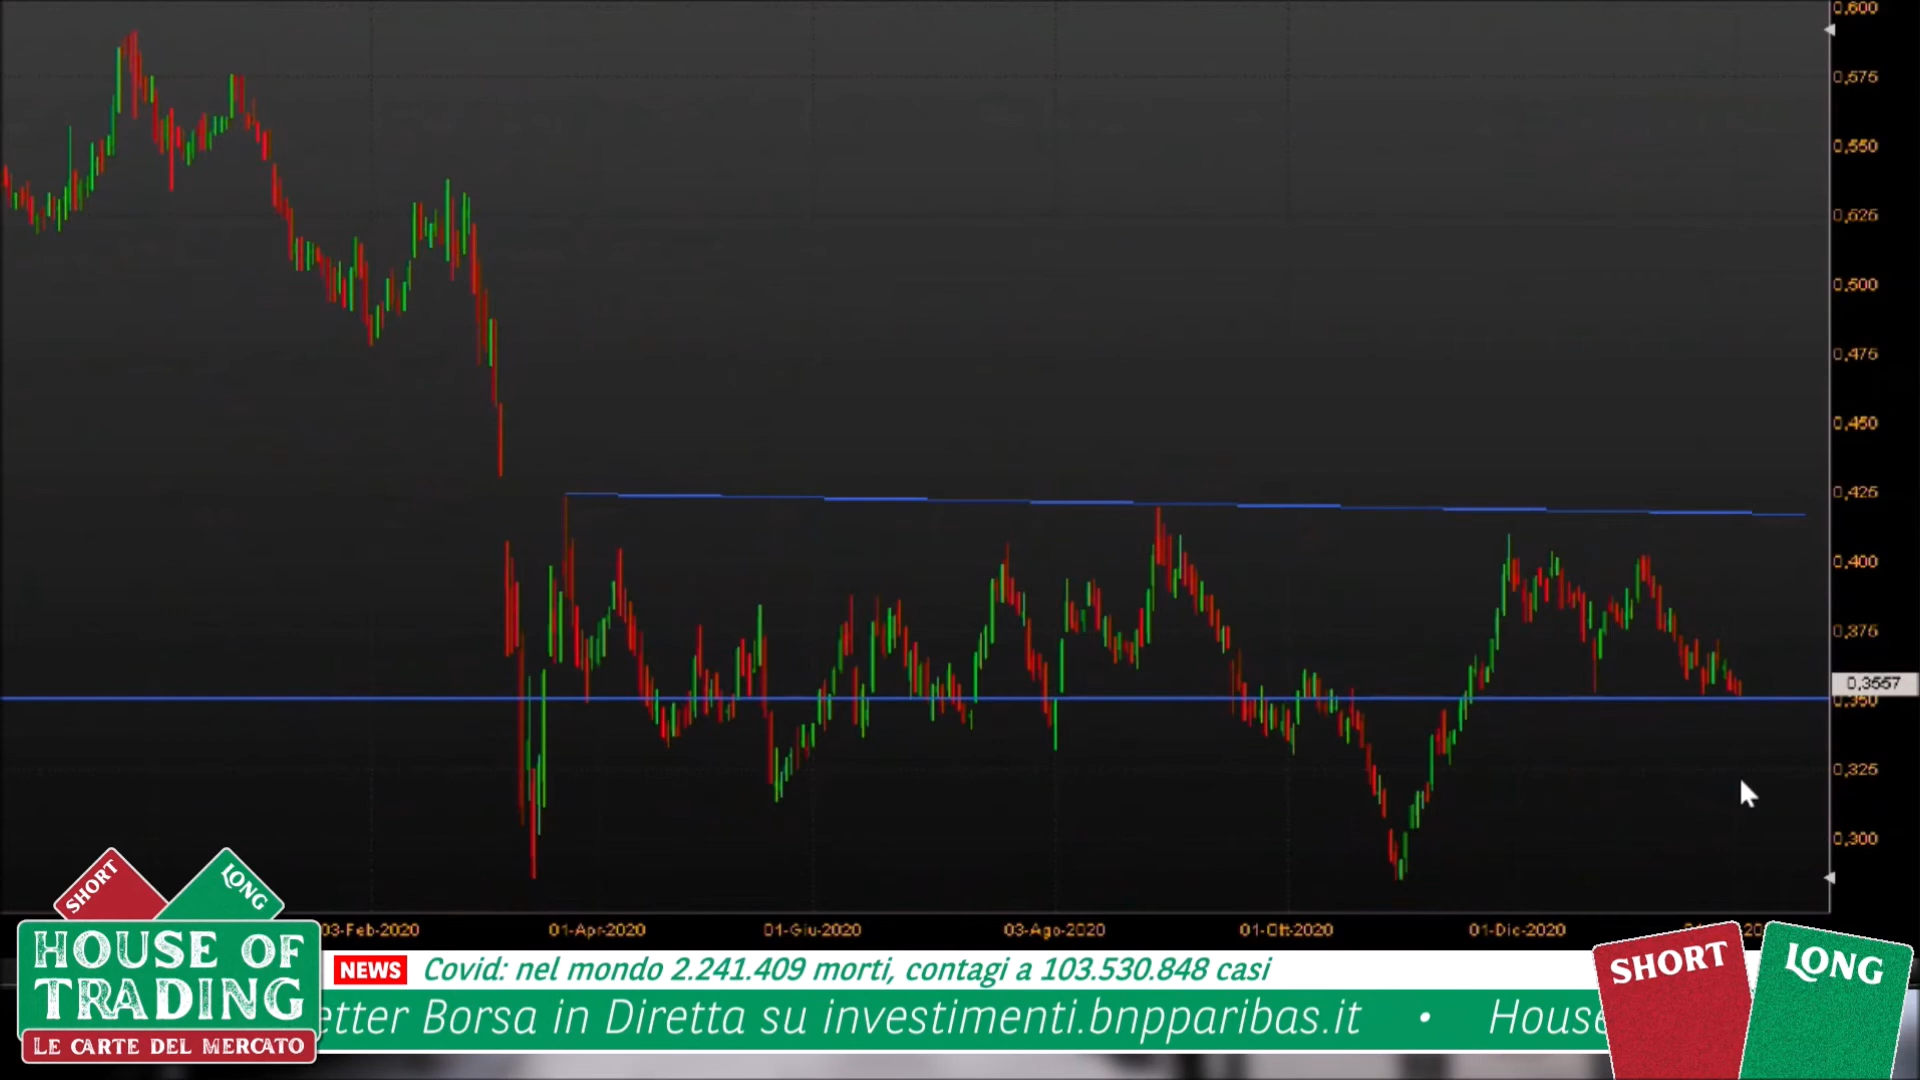 0,600
0,575
0,550
0,525
0,500
0,475
0,450
0,425
0,400
0,375
0,3557
0,350
0,325
0,300
03-Feb-2020
01-Apr-2020
01-Giu-2020
03-Ago-2020
01-Ott-2020
01-Dic-2020
SHORT
LONG
HOUSE OF
TRADING
LE CARTE DEL MERCATO
NEWS Covid: nel mondo 2.241.409 morti, contagi a 103.530.848 casi
etter Borsa in Diretta su investimenti.bnpparibas.it • House
SHORT
LONG